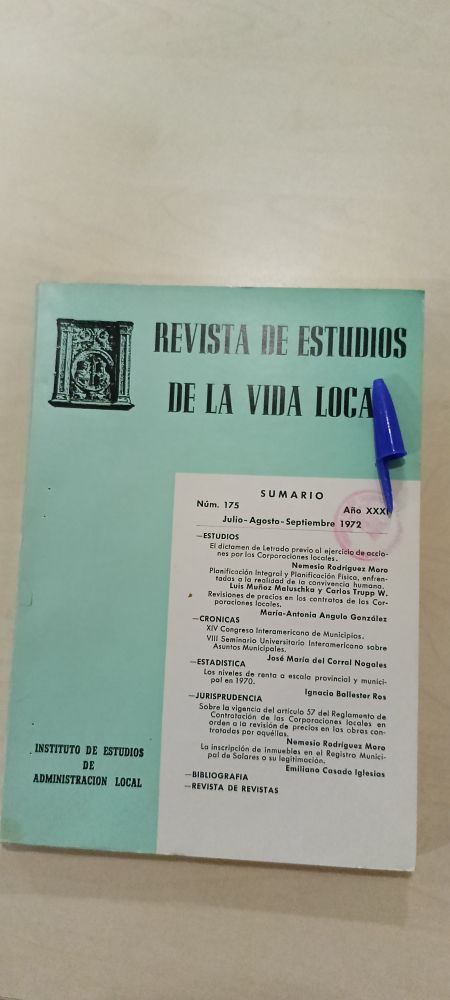 REVISTA DE ESTUDIOS
DE LA VIDA LOCA
SUMARIO
Núm. 175
Año XXXI
Julio-Agosto-Septiembre 1972
—ESTUDIOS
El dictamen de Letrado previo al ejercicio de accio-
nes por las Corporaciones locales.
Nemesio Rodríguez Moro
Planificación Integral y Planificación Física, enfren-
tadas a la realidad de la convivencia humana.
Luis Muñoz Maluschka y Carlos Trupp W.
Revisiones de precios en los contratos de las Cor-
poraciones locales.
María-Antonia Angulo González
—CRONICAS
XIV Congreso Interamericano de Municipios.
VIII Seminario Universitario Interamericano sobre
Asuntos Municipales.
José María del Corral Nogales
—ESTADISTICA
Los niveles de renta a escala provincial y munici-
pal en 1970.
Ignacio Ballester Ros
—JURISPRUDENCIA
Sobre la vigencia del artículo 57 del Reglamento de
Contratación de las Corporaciones locales en
orden a la revisión de precios en las obras con-
tratadas por aquéllas.
Nemesio Rodríguez Moro
La inscripción de inmuebles en el Registro Munici-
pal de Solares o su legitimación.
Emiliano Casado Iglesias
—BIBLIOGRAFIA
—REVISTA DE REVISTAS
INSTITUTO DE ESTUDIOS
DE
ADMINISTRACION LOCAL